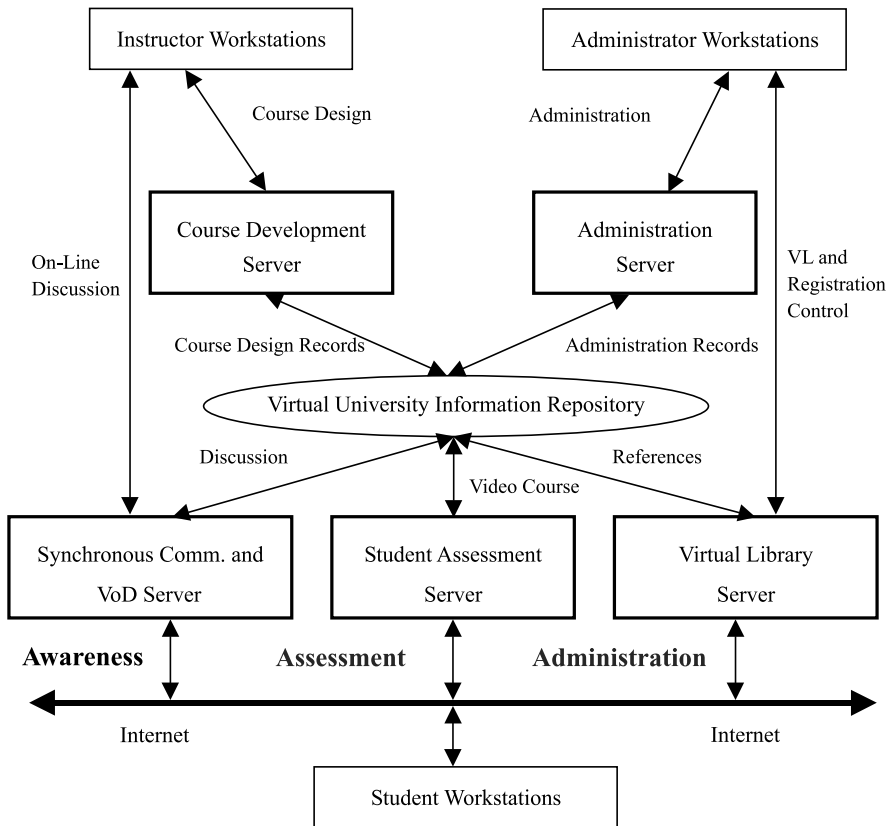 Instructor Workstations
Administrator Workstations
Course Design
Administration
Course Development
Server
Administration
Server
On-Line
Discussion
VL and
Registration
Control
Course Design Records
Administration Records
Virtual University Information Repository
Discussion
References
Video Course
Synchronous Comm. and
VoD Server
Student Assessment
Server
Virtual Library
Server
Awareness
Assessment
Administration
Internet
Internet
Student Workstations